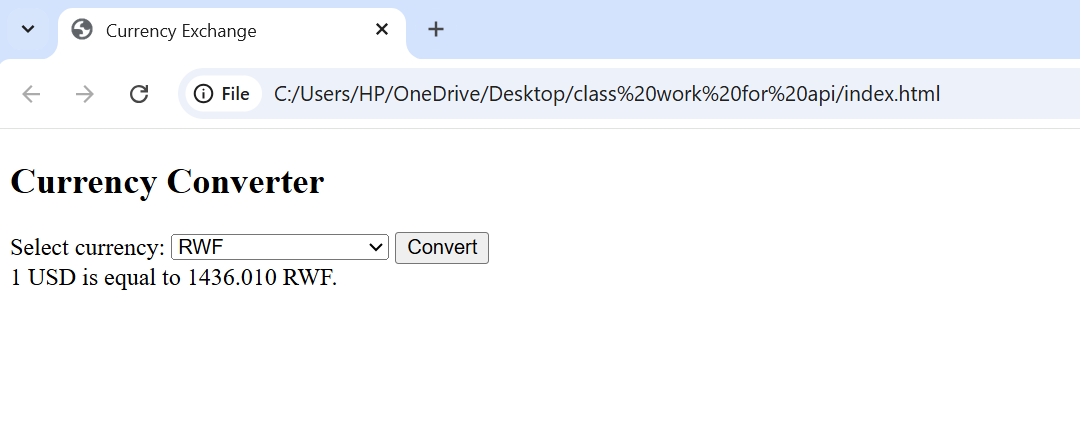 Currency Exchange
File C:/Users/HP/OneDrive/Desktop/class%20work%20for%20api/index.html
Currency Converter
Select currency: RWF Convert
1 USD is equal to 1436.010 RWF.